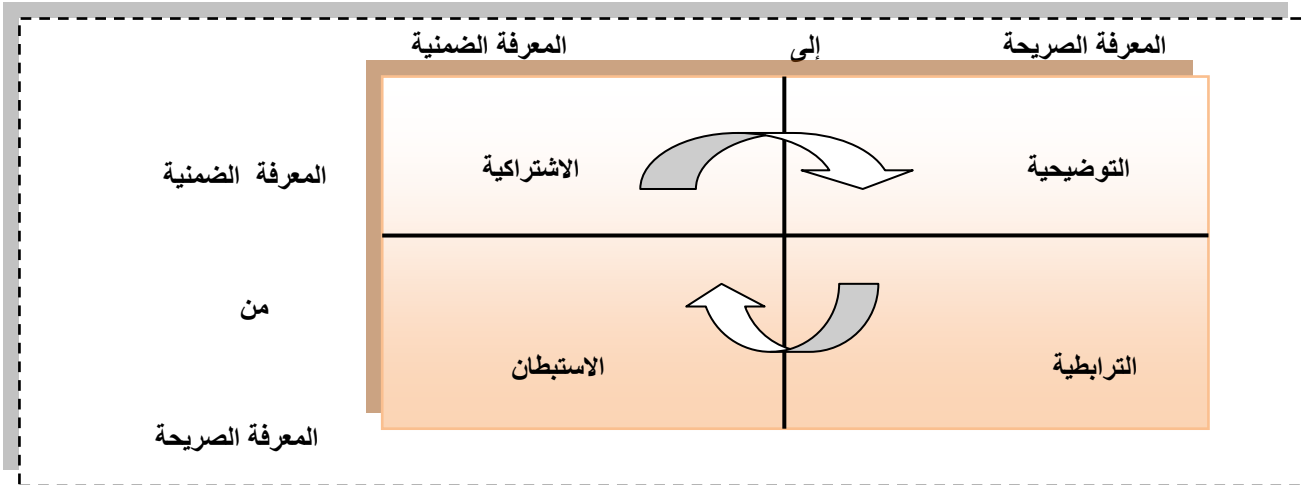 المعرفة الصريحة إلى المعرفة الضمنية
التوضيحية الاشتراكية المعرفة الضمنية
من
الترابطية الاستبطان
المعرفة الصريحة